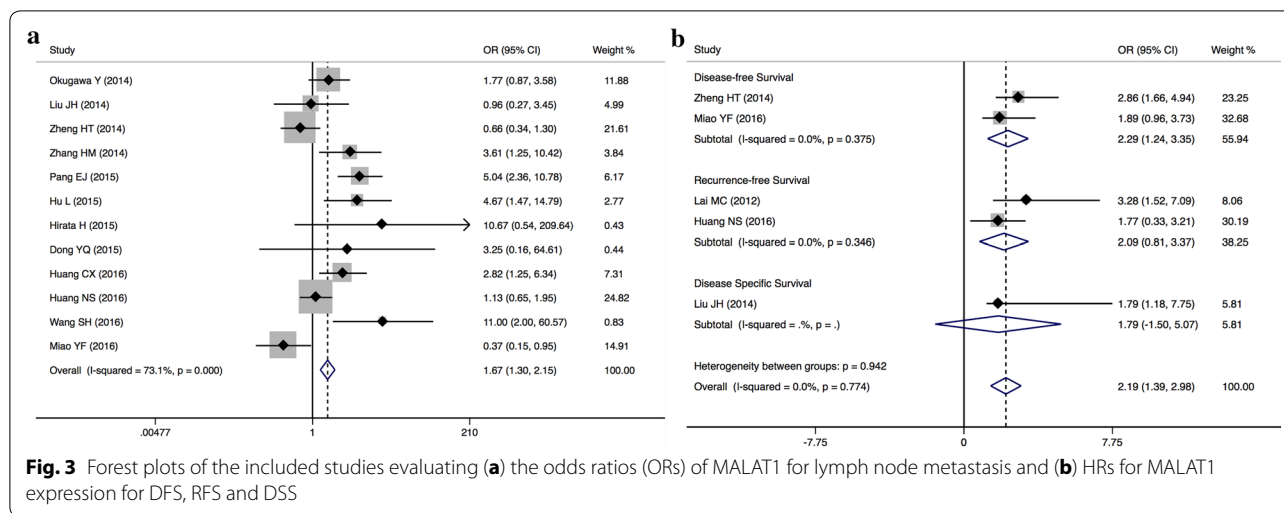 a
Study OR (95% CI) Weight %
Okugawa Y (2014) 1.77 (0.87, 3.58) 11.88
Liu JH (2014) 0.96 (0.27, 3.45) 4.99
Zheng HT (2014) 0.66 (0.34, 1.30) 21.61
Zhang HM (2014) 3.61 (1.25, 10.42) 3.84
Pang EJ (2015) 5.04 (2.36, 10.78) 6.17
Hu L (2015) 4.67 (1.47, 14.79) 2.77
Hirata H (2015) 10.67 (0.54, 209.64) 0.43
Dong YQ (2015) 3.25 (0.16, 64.61) 0.44
Huang CX (2016) 2.82 (1.25, 6.34) 7.31
Huang NS (2016) 1.13 (0.65, 1.95) 24.82
Wang SH (2016) 11.00 (2.00, 60.57) 0.83
Miao YF (2016) 0.37 (0.15, 0.95) 14.91
Overall (I-squared = 73.1%, p = 0.000) 1.67 (1.30, 2.15) 100.00
.00477 1 210
b
Study OR (95% CI) Weight %
Disease-free Survival
Zheng HT (2014) 2.86 (1.66, 4.94) 23.25
Miao YF (2016) 1.89 (0.96, 3.73) 32.68
Subtotal (I-squared = 0.0%, p = 0.375) 2.29 (1.24, 3.35) 55.94
Recurrence-free Survival
Lai MC (2012) 3.28 (1.52, 7.09) 8.06
Huang NS (2016) 1.77 (0.33, 3.21) 30.19
Subtotal (I-squared = 0.0%, p = 0.346) 2.09 (0.81, 3.37) 38.25
Disease Specific Survival
Liu JH (2014) 1.79 (1.18, 7.75) 5.81
Subtotal (I-squared = .%, p = .) 1.79 (-1.50, 5.07) 5.81
Heterogeneity between groups: p = 0.942
Overall (I-squared = 0.0%, p = 0.774) 2.19 (1.39, 2.98) 100.00
-7.75 0 7.75
Fig. 3 Forest plots of the included studies evaluating (a) the odds ratios (ORs) of MALAT1 for lymph node metastasis and (b) HRs for MALAT1
expression for DFS, RFS and DSS